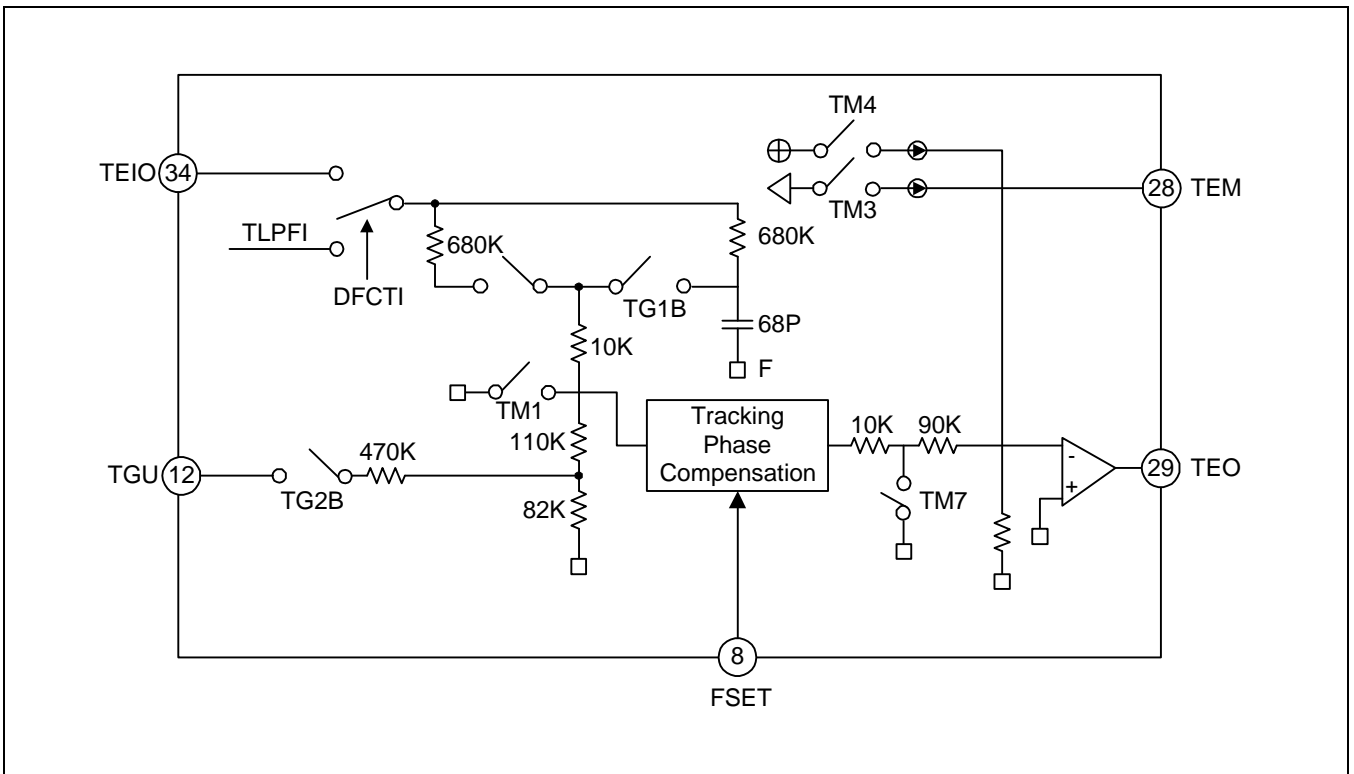 TM4
TEIO 34
28 TEM
TM3
TLPFI
680K
680K
DFCTI
TG1B
68P
10K
F
TM1
Tracking
Phase
Compensation
10K
90K
110K
470K
TGU 12
29 TEO
-
+
TG2B
TM7
82K
8
FSET